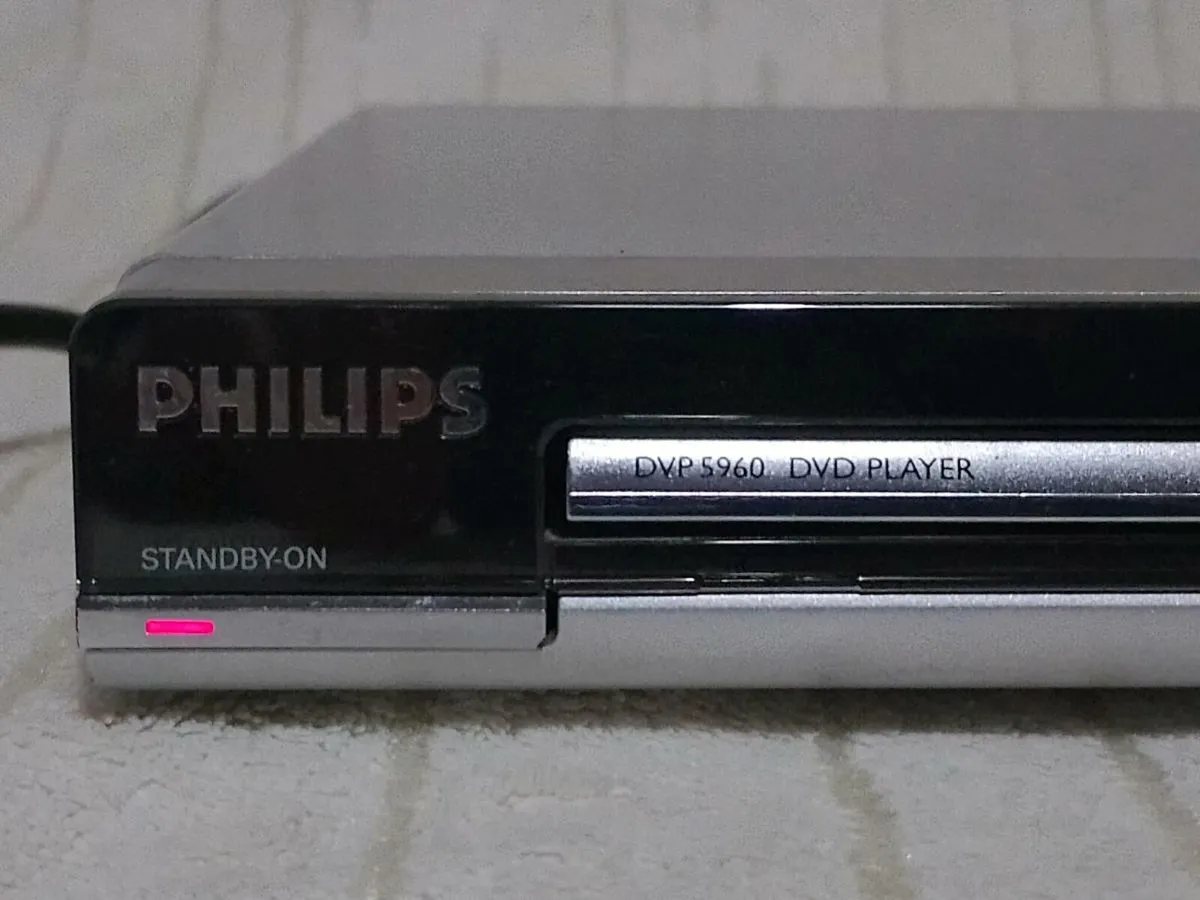 PHILIPS
DVP 5960 DVD PLAYER
STANDBY-ON